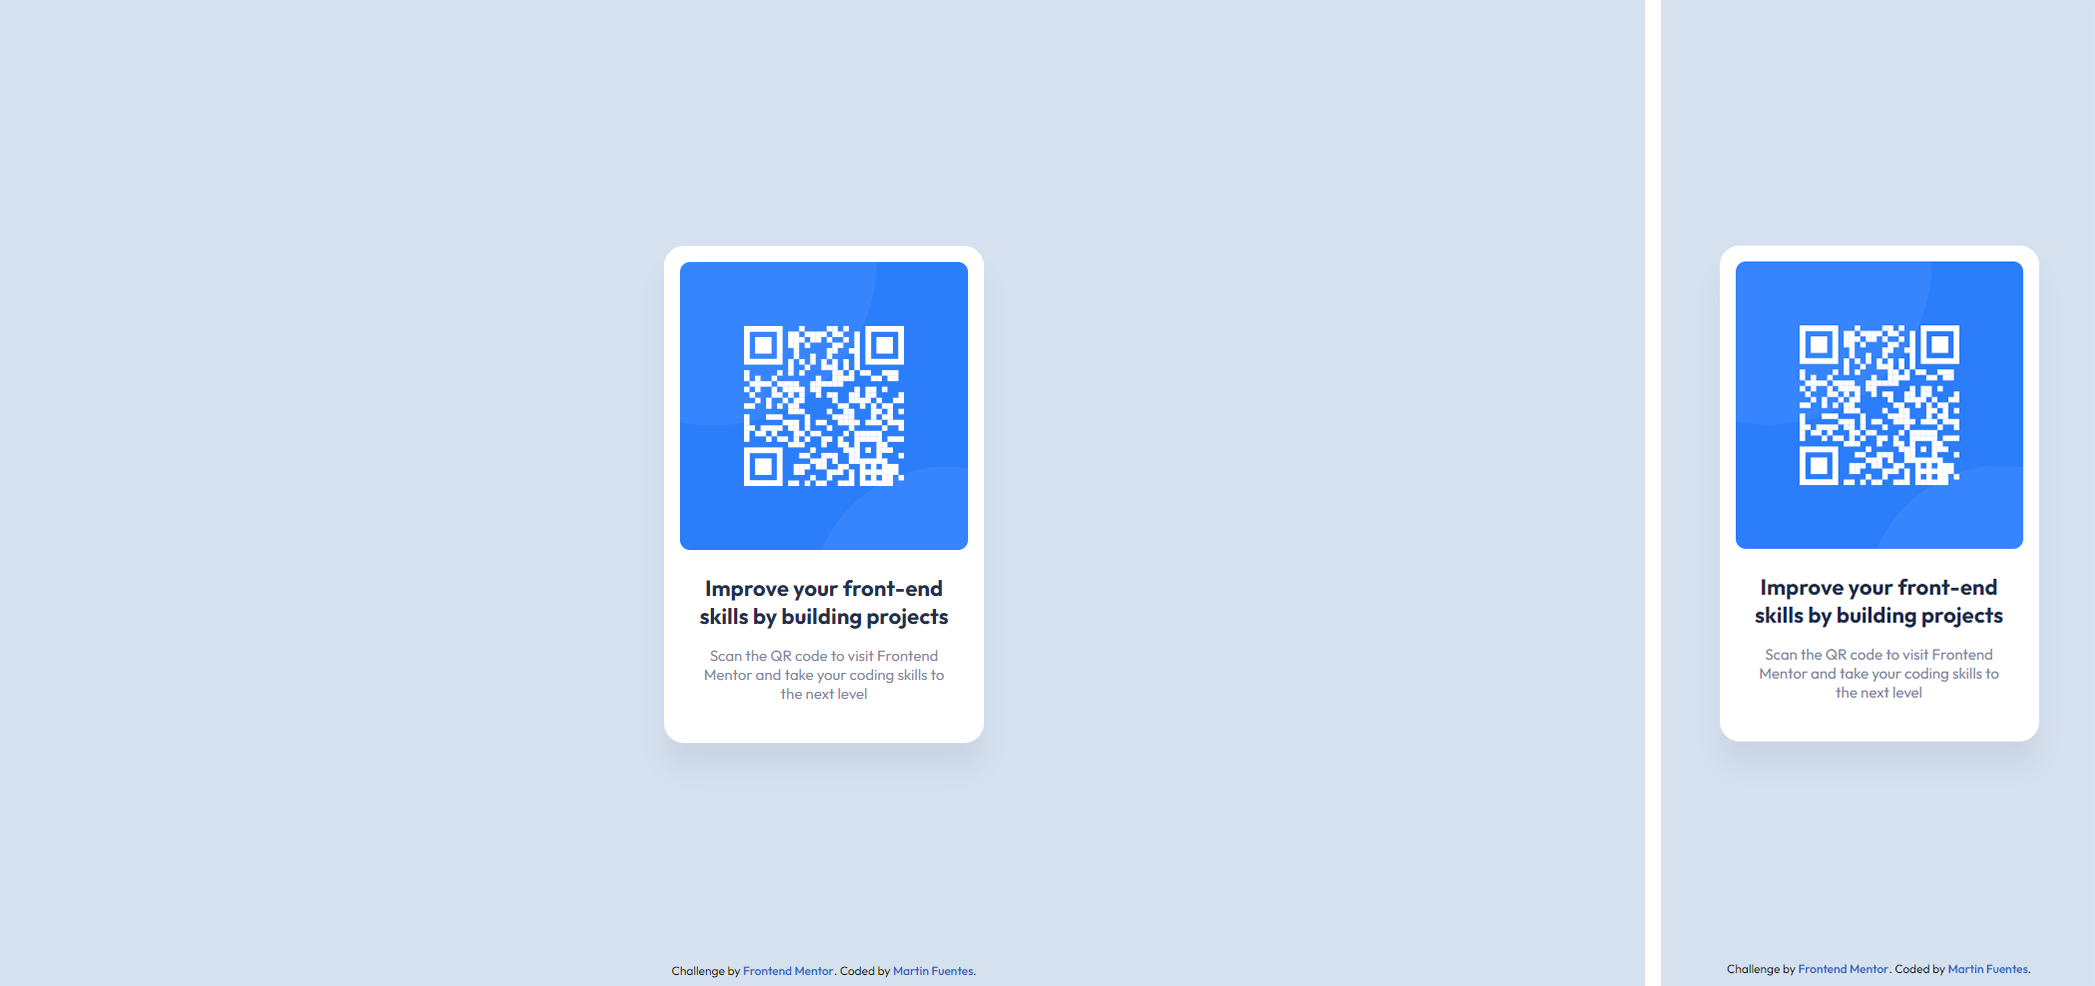 Improve your front-end
skills by building projects
Scan the QR code to visit Frontend
Mentor and take your coding skills to
the next level
Challenge by Frontend Mentor. Coded by Martin Fuentes.
Improve your front-end
skills by building projects
Scan the QR code to visit Frontend
Mentor and take your coding skills to
the next level
Challenge by Frontend Mentor. Coded by Martin Fuentes.